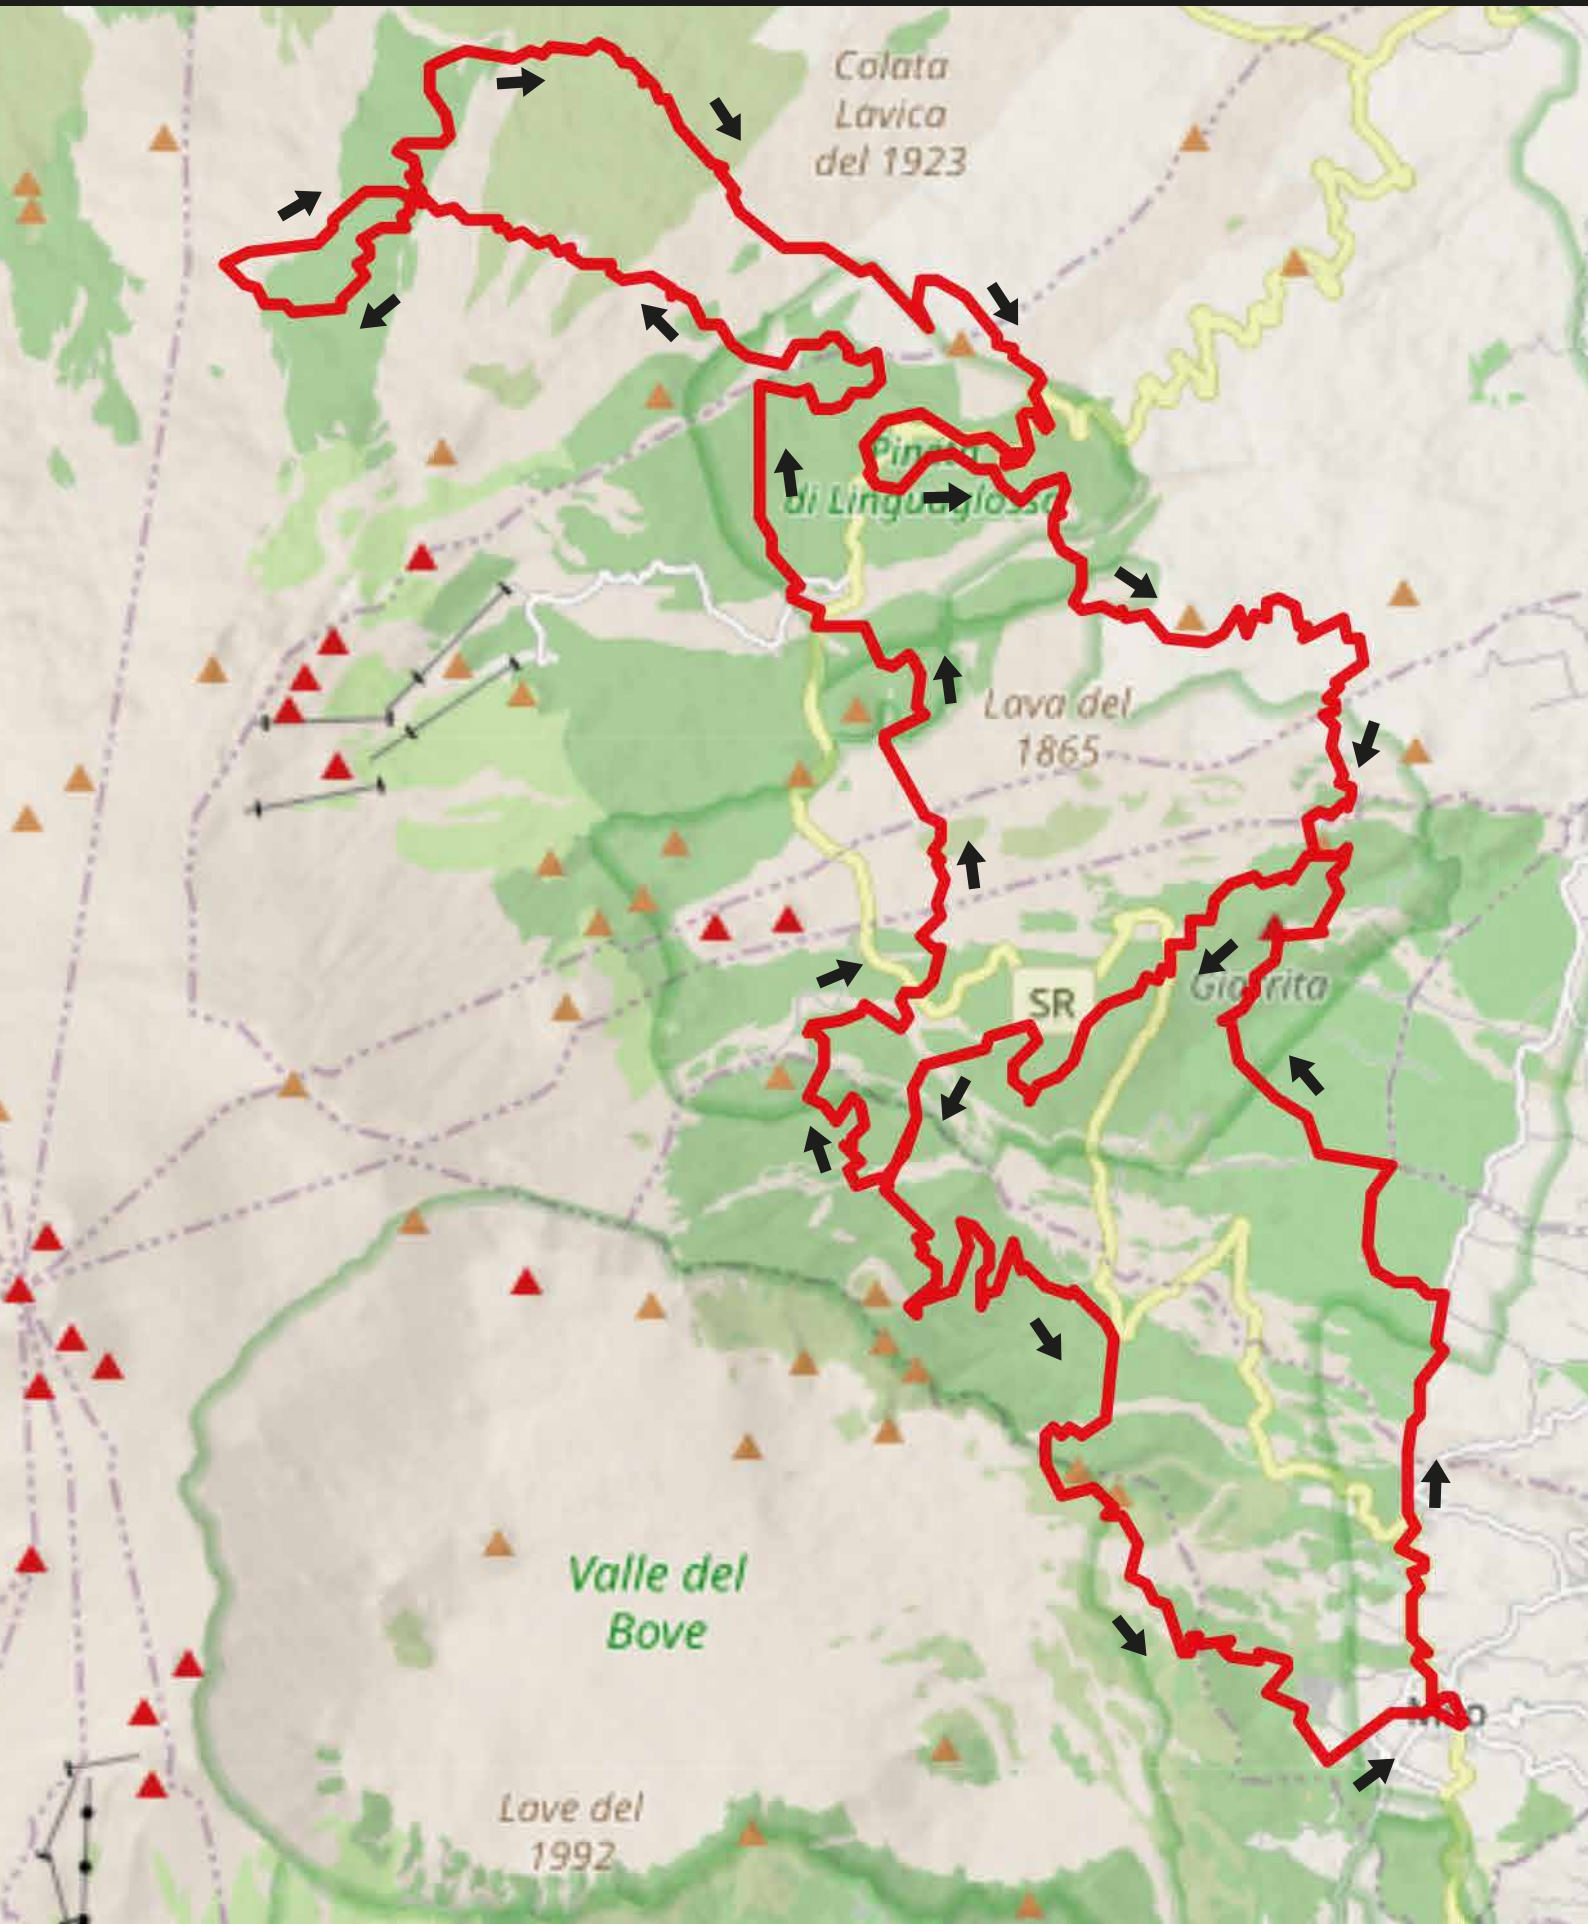 Colata
Lavica
del 1923
di Linguaglossa
Lava del
1865
SR
Valle del
Bove
Lave del
1992